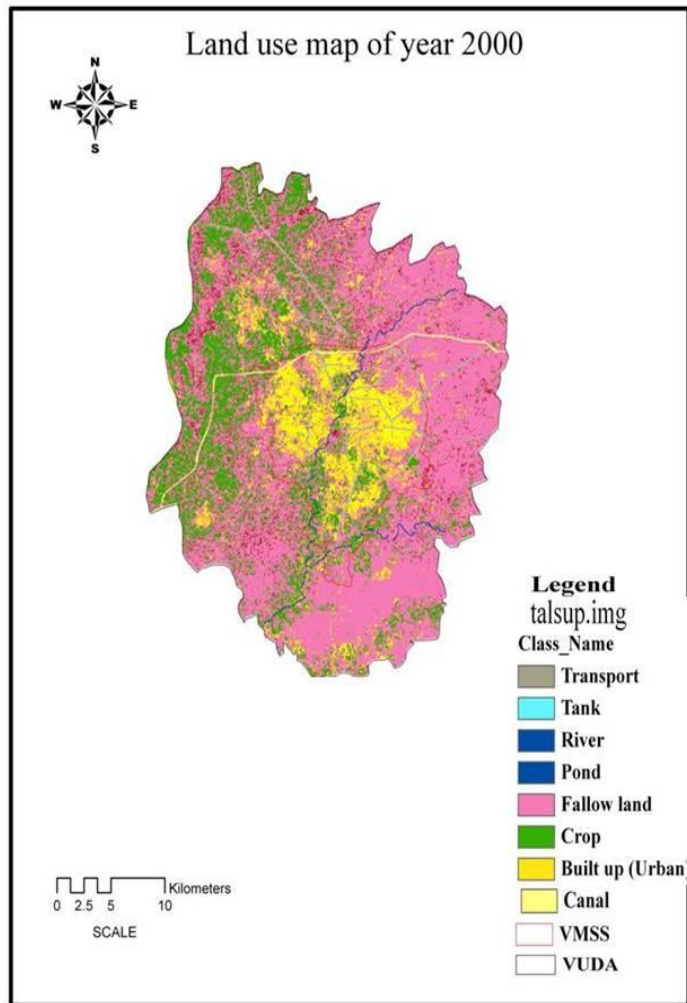 Land use map of year 2000
N
W E
S
Legend
talsup.img
Class_Name
Transport
Tank
River
Pond
Fallow land
Crop
Built up (Urban)
Canal
VMSS
VUDA
Kilometers
0 2.5 5 10
SCALE